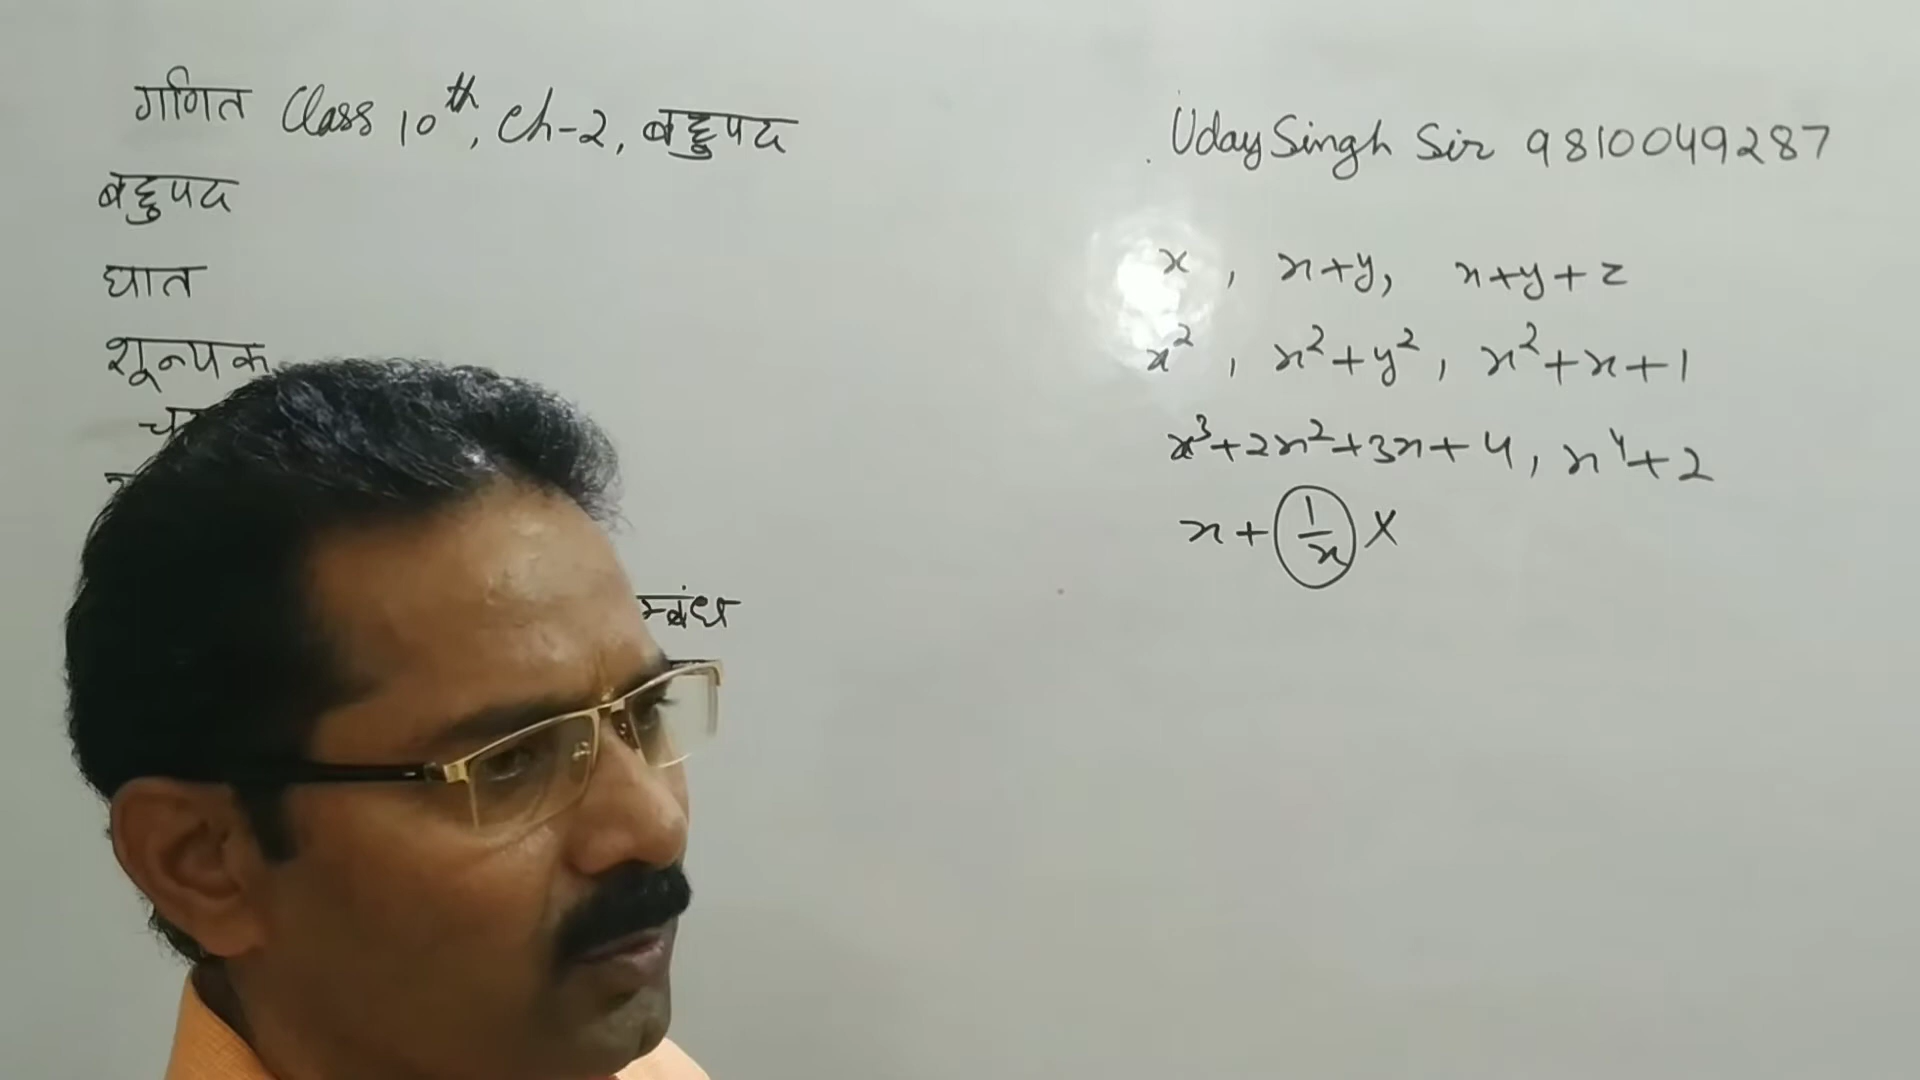 गणित Class 10th, Ch-2, बहुपद
Uday Singh Sir 9810049287
बहुपद
घात
शून्यक
म्बंध
x, x+y, x+y+z
x², x²+y², x²+x+1
x³+2x²+3x+4, x⁴+2
x+(1/x) X